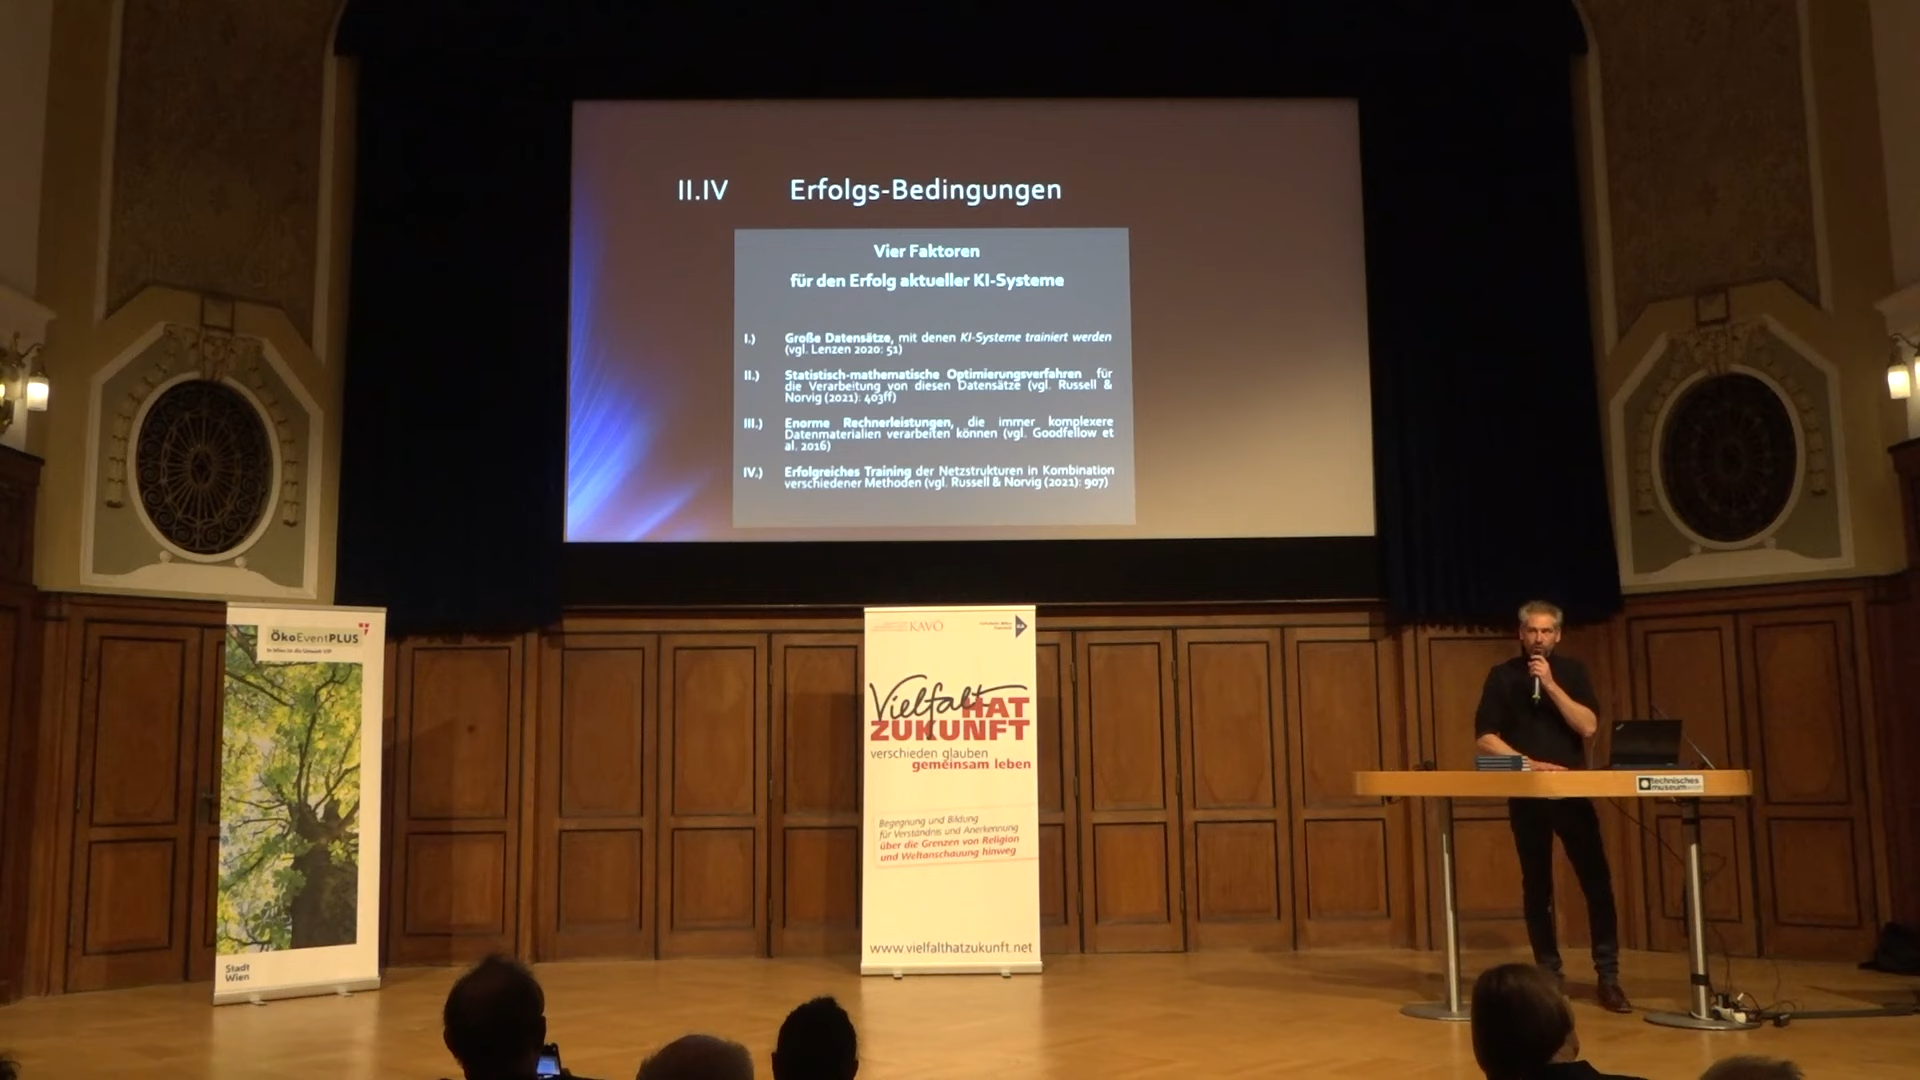 II.IV Erfolgs-Bedingungen
Vier Faktoren
für den Erfolg aktueller KI-Systeme
I.) Große Datensätze, mit denen KI-Systeme trainiert werden
(vgl. Lenzen 2020: 51)
II.) Statistisch-mathematische Optimierungsverfahren für
die Verarbeitung von diesen Datensätze (vgl. Russell &
Norvig (2021): 403ff)
III.) Enorme Rechnerleistungen, die immer komplexere
Datenmaterialien verarbeiten können (vgl. Goodfellow et
al. 2016)
IV.) Erfolgreiches Training der Netzstrukturen in Kombination
verschiedener Methoden (vgl. Russell & Norvig (2021): 907)
ÖkoEventPLUS
Stadt
Wien
KAVÖ
Vielfalt HAT
ZUKUNFT
verschieden glauben
gemeinsam leben
Begegnung und Bildung
für Verständnis und Anerkennung
über die Grenzen von Religion
und Weltanschauung hinweg
www.vielfalthatzukunft.net
technisches
museum